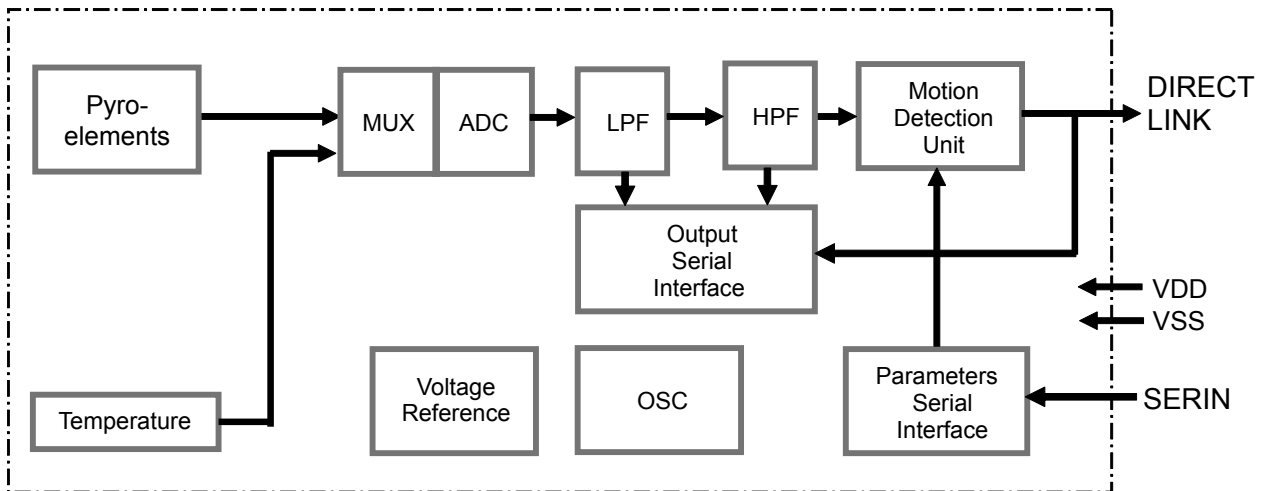 Pyro-
elements
MUX
ADC
LPF
HPF
Motion
Detection
Unit
DIRECT
LINK
Output
Serial
Interface
VDD
VSS
Temperature
Voltage
Reference
OSC
Parameters
Serial
Interface
SERIN